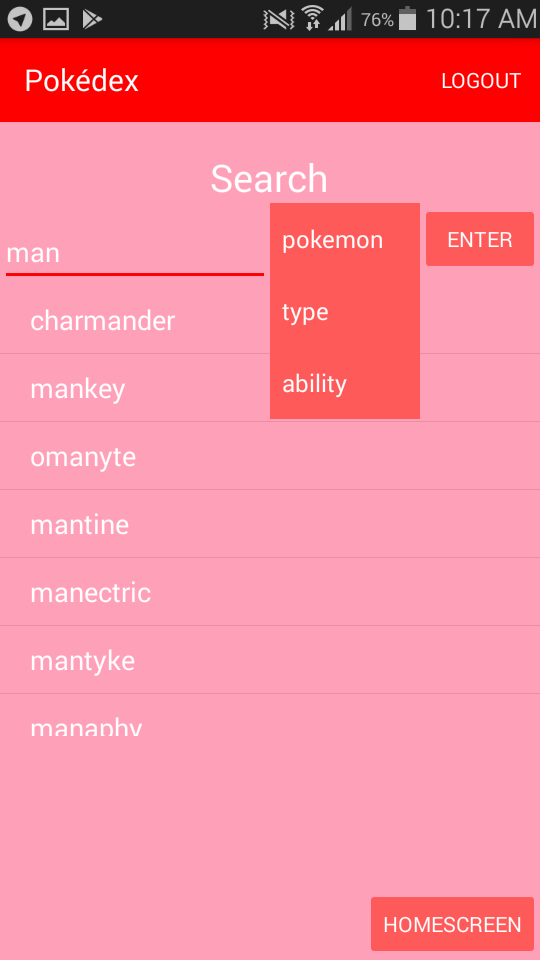 76% 10:17 AM
Pokédex LOGOUT
Search
man
pokemon
type
ability
ENTER
charmander
mankey
omanyte
mantine
manectric
mantyke
manaphy
HOMESCREEN